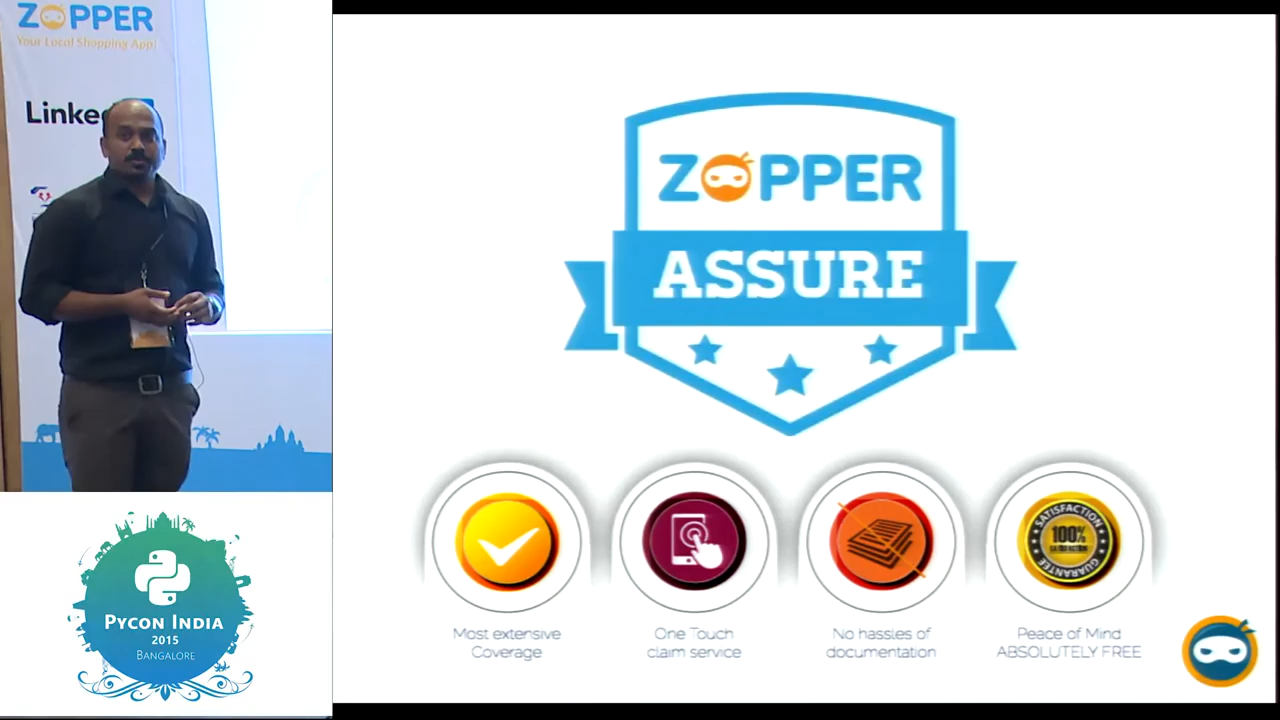 ZOPPER
Your Local Shopping App!
Linked
PYCON INDIA
2015
BANGALORE
ZOPPER
ASSURE
SATISFACTION
100%
GUARANTEE
Most extensive
Coverage
One Touch
claim service
No hassles of
documentation
Peace of Mind
ABSOLUTELY FREE